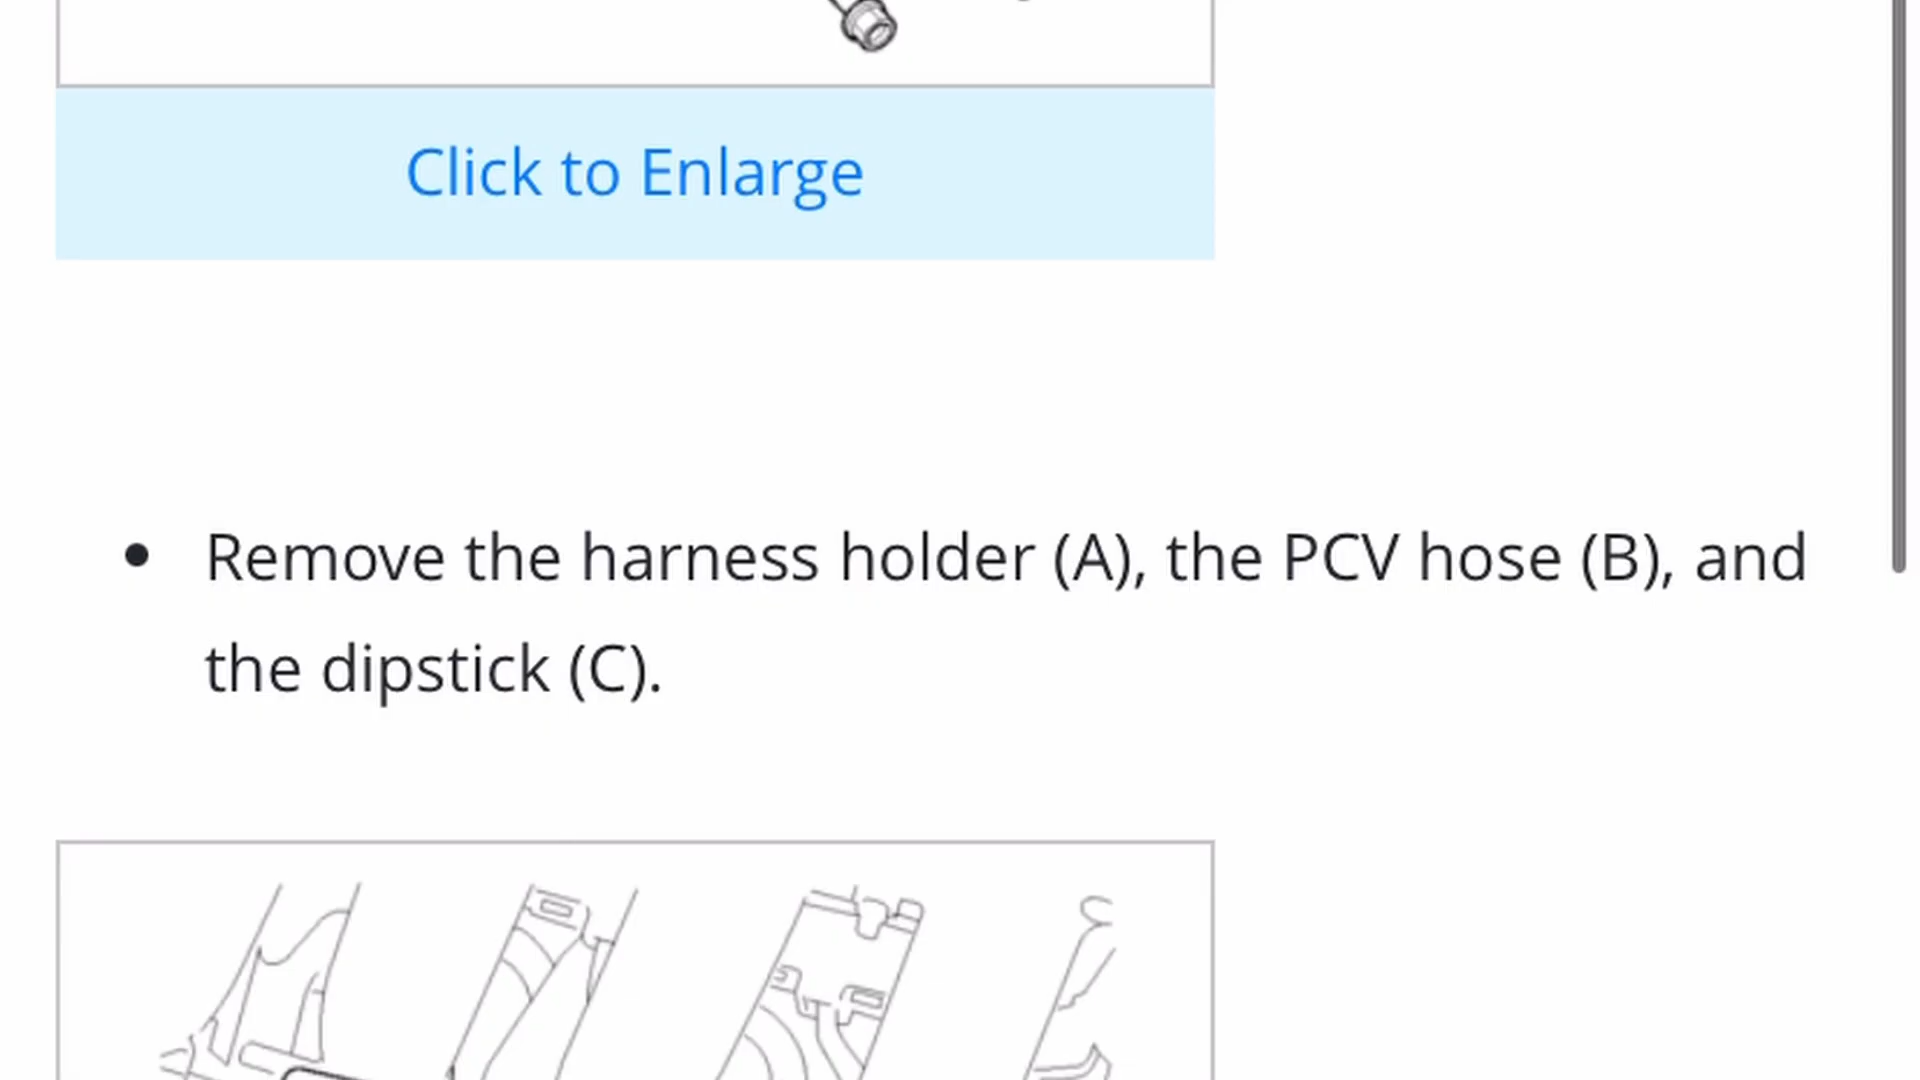 Click to Enlarge
Remove the harness holder (A), the PCV hose (B), and
the dipstick (C).